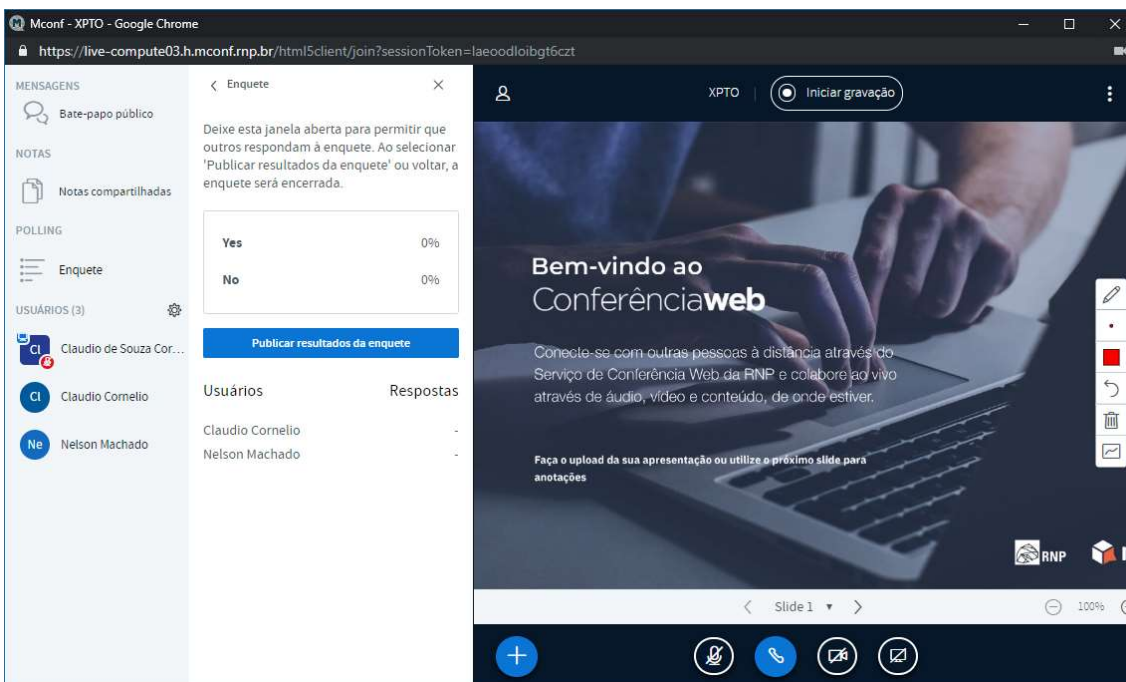 Mconf - XPTO - Google Chrome
https://live-compute03.h.mconf.rnp.br/html5client/join?sessionToken=laeoodloibgt6czt
MENSAGENS
Bate-papo público
NOTAS
Notas compartilhadas
POLLING
Enquete
USUÁRIOS (3)
CL
Claudio de Souza Cor...
CL
Claudio Cornelio
Ne
Nelson Machado
Enquete
Deixe esta janela aberta para permitir que
outros respondam à enquete. Ao selecionar
'Publicar resultados da enquete' ou voltar, a
enquete será encerrada.
Yes 0%
No 0%
Publicar resultados da enquete
Usuários Respostas
Claudio Cornelio -
Nelson Machado -
XPTO
Iniciar gravação
Bem-vindo ao
Conferênciaweb
Conecte-se com outras pessoas à distância através do
Serviço de Conferência Web da RNP e colabore ao vivo
através de áudio, vídeo e conteúdo, de onde estiver.
Faça o upload da sua apresentação ou utilize o próximo slide para
anotações
RNP
Slide 1
100%